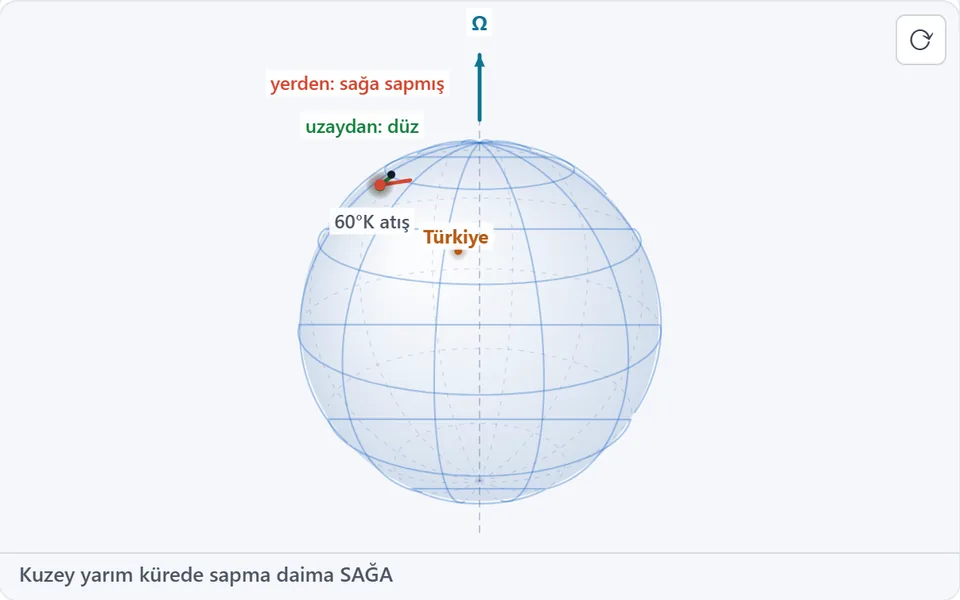 Ω
yerden: sağa sapmış
uzaydan: düz
60°K atış
Türkiye
Kuzey yarım kürede sapma daima SAĞA